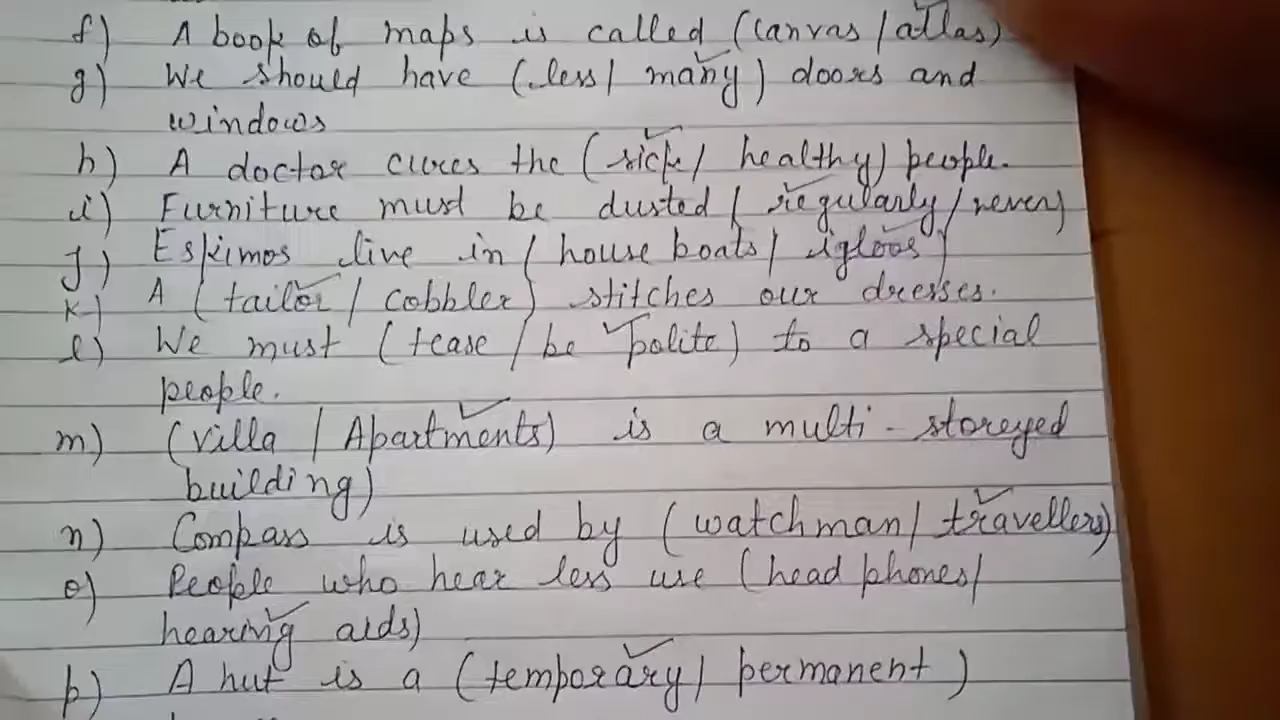 f) A book of maps is called (canvas / atlas)
g) We should have (less / many) doors and
windows
h) A doctor cures the (sick / healthy) people.
i) Furniture must be dusted / regularly / never)
j) Eskimos live in / house boats / igloos)
k) A (tailor / cobbler) stitches our dresses.
l) We must (tease / be polite) to a special
people.
m) (Villa / Apartments) is a multi-storeyed
building)
n) Compass is used by (watchman / travellers)
o) People who hear less use (head phones /
hearing aids)
p) A hut is a (temporary / permanent )